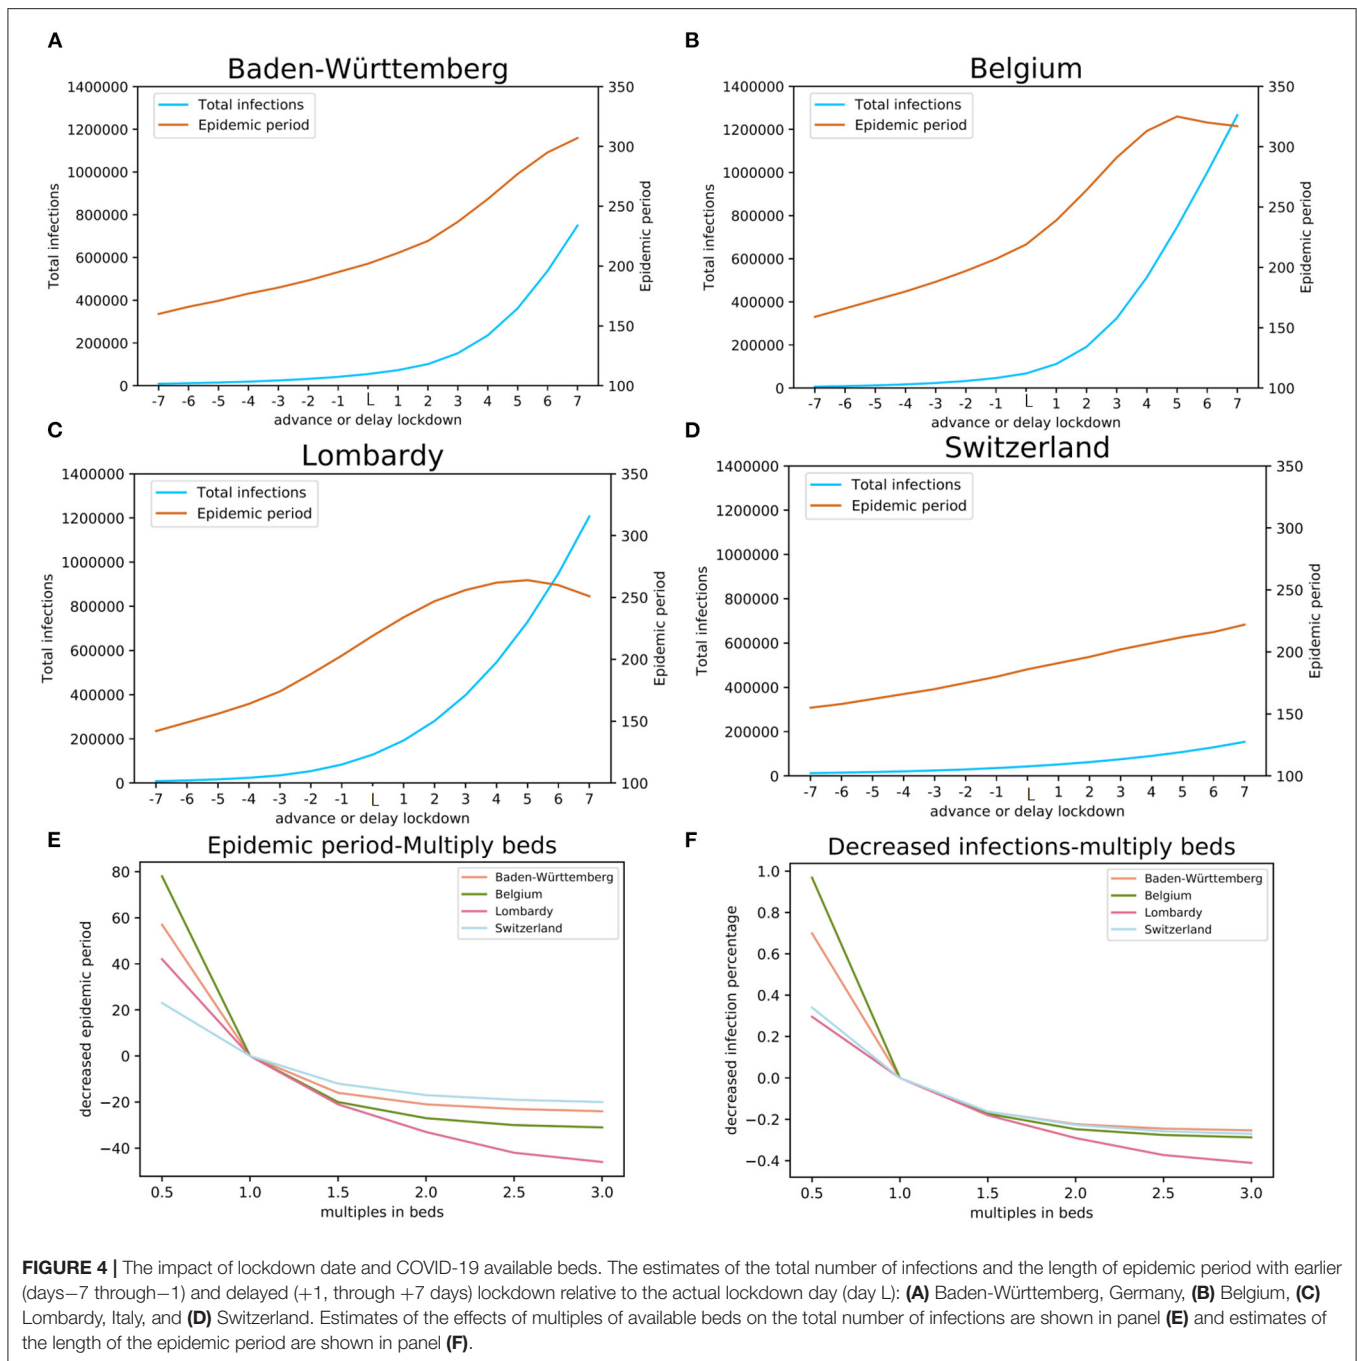 A
Baden-Württemberg
1400000
1200000
1000000
800000
600000
400000
200000
0
Total infections
350
300
250
200
150
100
Epidemic period
Total infections
Epidemic period
-7 -6 -5 -4 -3 -2 -1 L 1 2 3 4 5 6 7
advance or delay lockdown
B
Belgium
1400000
1200000
1000000
800000
600000
400000
200000
0
Total infections
350
300
250
200
150
100
Epidemic period
Total infections
Epidemic period
-7 -6 -5 -4 -3 -2 -1 L 1 2 3 4 5 6 7
advance or delay lockdown
C
Lombardy
1400000
1200000
1000000
800000
600000
400000
200000
0
Total infections
350
300
250
200
150
100
Epidemic period
Total infections
Epidemic period
-7 -6 -5 -4 -3 -2 -1 L 1 2 3 4 5 6 7
advance or delay lockdown
D
Switzerland
1400000
1200000
1000000
800000
600000
400000
200000
0
Total infections
350
300
250
200
150
100
Epidemic period
Total infections
Epidemic period
-7 -6 -5 -4 -3 -2 -1 L 1 2 3 4 5 6 7
advance or delay lockdown
E
Epidemic period-Multiply beds
80
60
40
20
0
−20
−40
decreased epidemic period
Baden-Württemberg
Belgium
Lombardy
Switzerland
0.5 1.0 1.5 2.0 2.5 3.0
multiples in beds
F
Decreased infections-multiply beds
1.0
0.8
0.6
0.4
0.2
0.0
−0.2
−0.4
decreased infection percentage
Baden-Württemberg
Belgium
Lombardy
Switzerland
0.5 1.0 1.5 2.0 2.5 3.0
multiples in beds
FIGURE 4 | The impact of lockdown date and COVID-19 available beds. The estimates of the total number of infections and the length of epidemic period with earlier
(days−7 through−1) and delayed (+1, through +7 days) lockdown relative to the actual lockdown day (day L): (A) Baden-Württemberg, Germany, (B) Belgium, (C)
Lombardy, Italy, and (D) Switzerland. Estimates of the effects of multiples of available beds on the total number of infections are shown in panel (E) and estimates of
the length of the epidemic period are shown in panel (F).